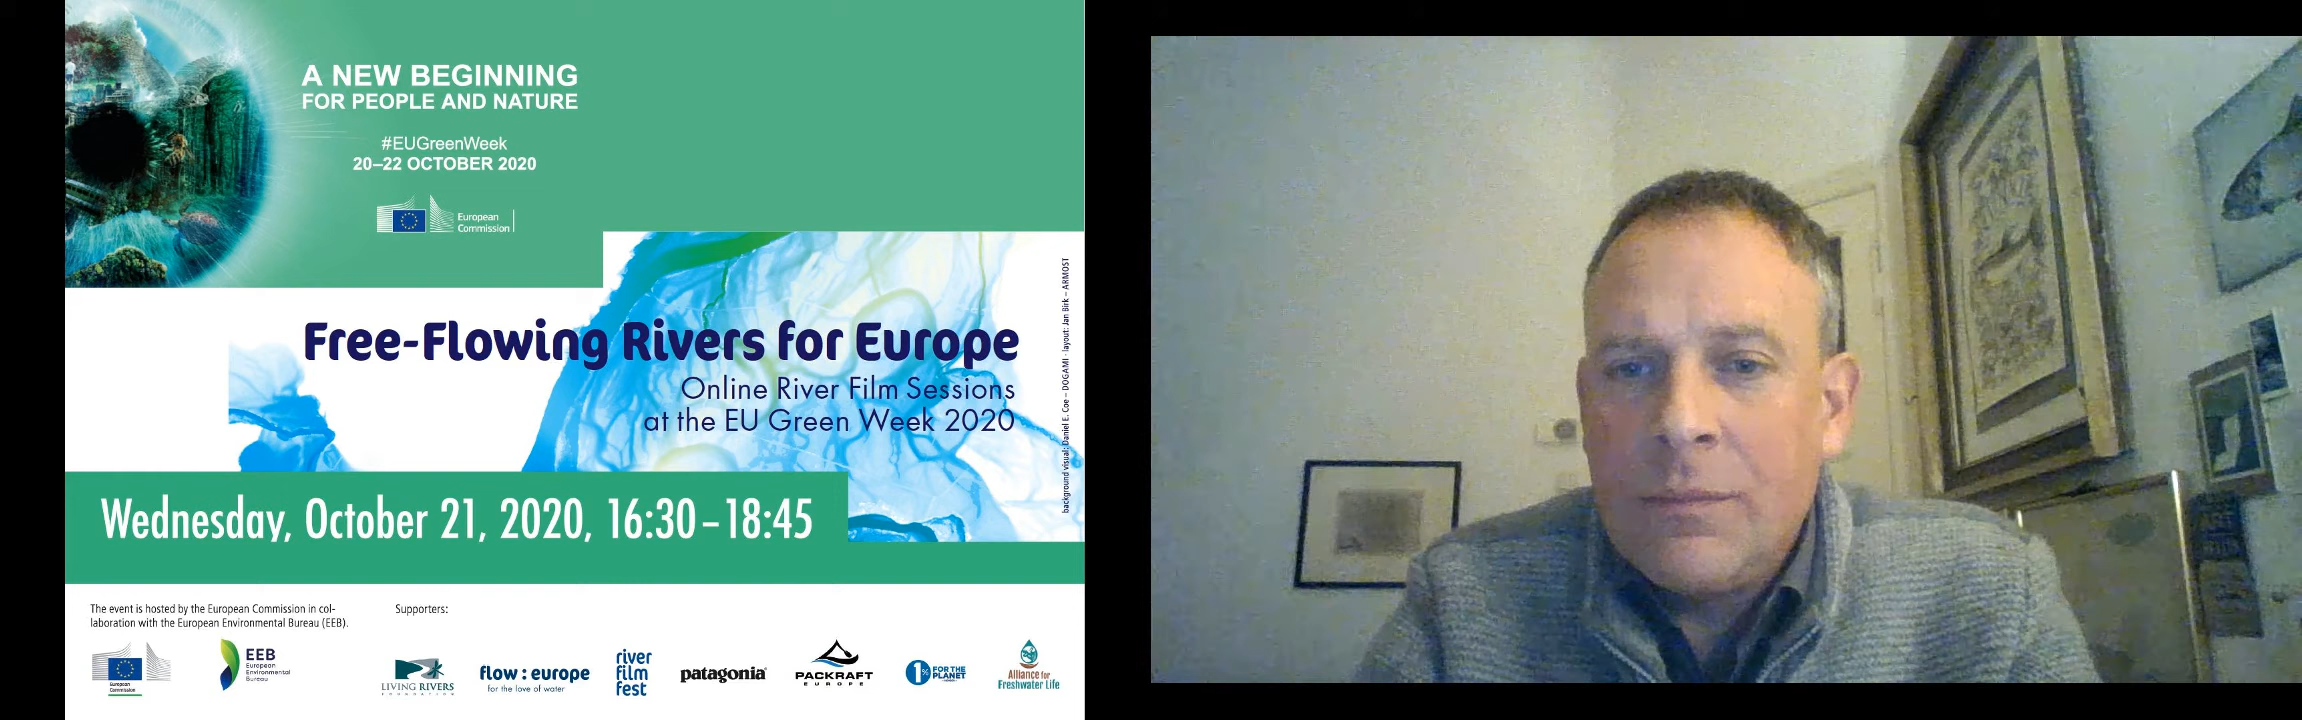 A NEW BEGINNING
FOR PEOPLE AND NATURE
#EUGreenWeek
20–22 OCTOBER 2020
European
Commission
Free-Flowing Rivers for Europe
Online River Film Sessions
at the EU Green Week 2020
background visual: Daniel E. Coe – DOGAMI · layout: Jan Birk – ARMOST
Wednesday, October 21, 2020, 16:30–18:45
The event is hosted by the European Commission in col-
laboration with the European Environmental Bureau (EEB).
Supporters:
European
Commission
EEB
European
Environmental
Bureau
LIVING RIVERS
FOUNDATION
flow : europe
for the love of water
river
film
fest
patagonia
PACKRAFT
EUROPE
1% FOR THE
PLANET
Alliance for
Freshwater Life